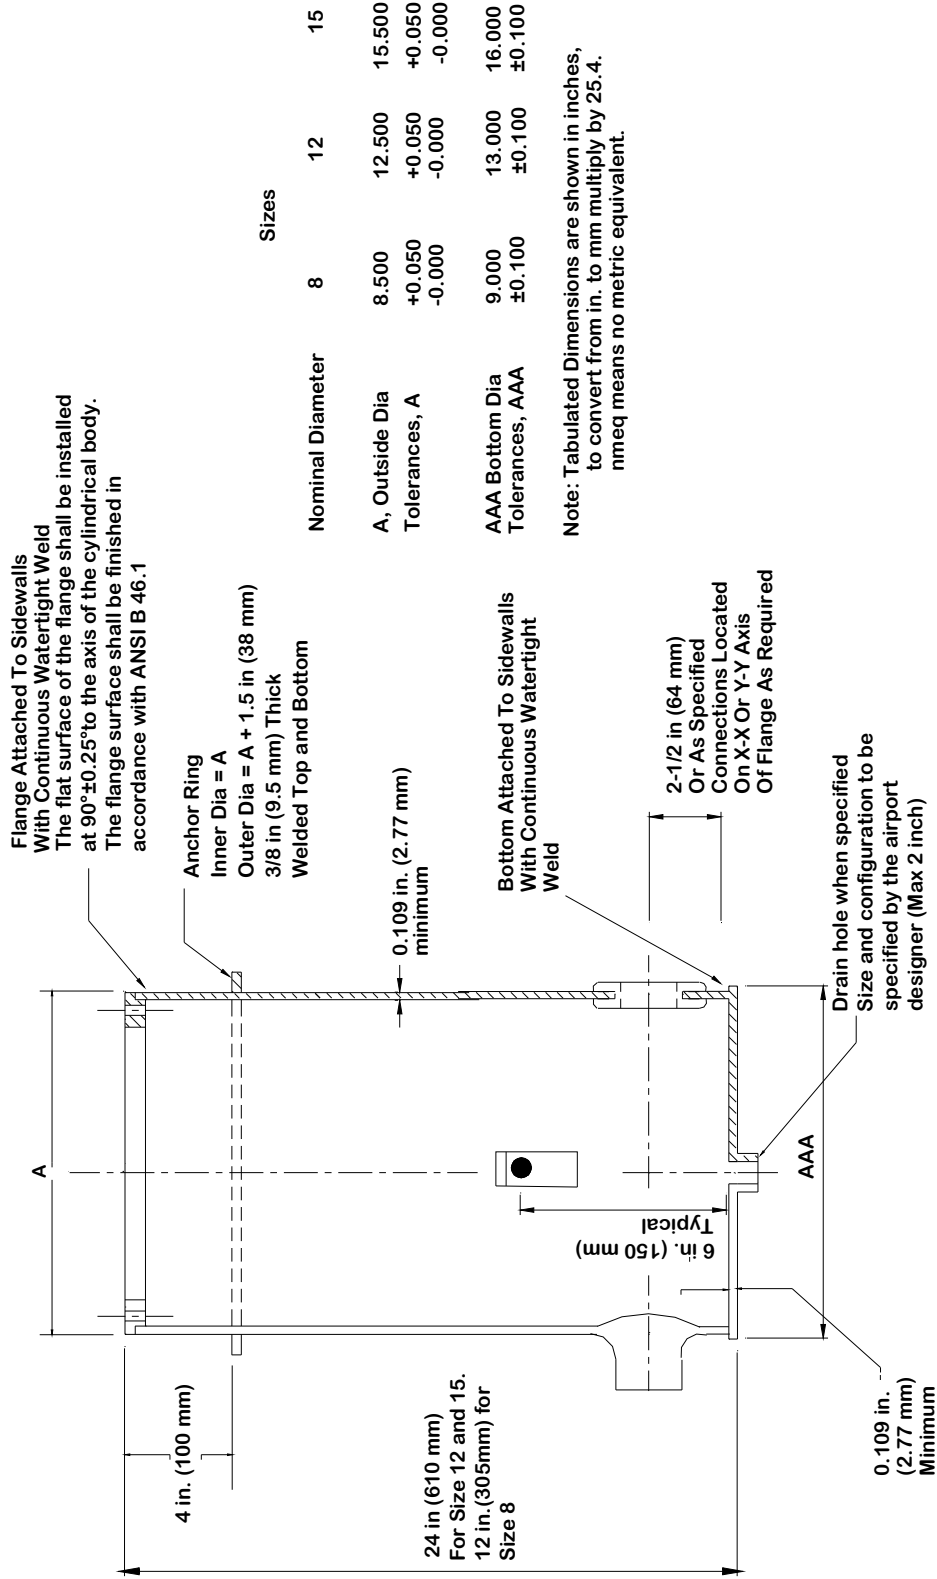 Flange Attached To Sidewalls
With Continuous Watertight Weld
The flat surface of the flange shall be installed
at 90°±0.25°to the axis of the cylindrical body.
The flange surface shall be finished in
accordance with ANSI B 46.1
Anchor Ring
Inner Dia = A
Outer Dia = A + 1.5 in (38 mm)
3/8 in (9.5 mm) Thick
Welded Top and Bottom
A
4 in. (100 mm)
0.109 in. (2.77 mm)
minimum
24 in (610 mm)
For Size 12 and 15.
12 in.(305mm) for
Size 8
6 in. (150 mm)
Typical
Bottom Attached To Sidewalls
With Continuous Watertight
Weld
2-1/2 in (64 mm)
Or As Specified
Connections Located
On X-X Or Y-Y Axis
Of Flange As Required
AAA
0.109 in.
(2.77 mm)
Minimum
Drain hole when specified
Size and configuration to be
specified by the airport
designer (Max 2 inch)
Sizes
Nominal Diameter 8 12 15
A, Outside Dia 8.500 12.500 15.500
Tolerances, A +0.050 +0.050 +0.050
-0.000 -0.000 -0.000
AAA Bottom Dia 9.000 13.000 16.000
Tolerances, AAA ±0.100 ±0.100 ±0.100
Note: Tabulated Dimensions are shown in inches,
to convert from in. to mm multiply by 25.4.
nmeq means no metric equivalent.